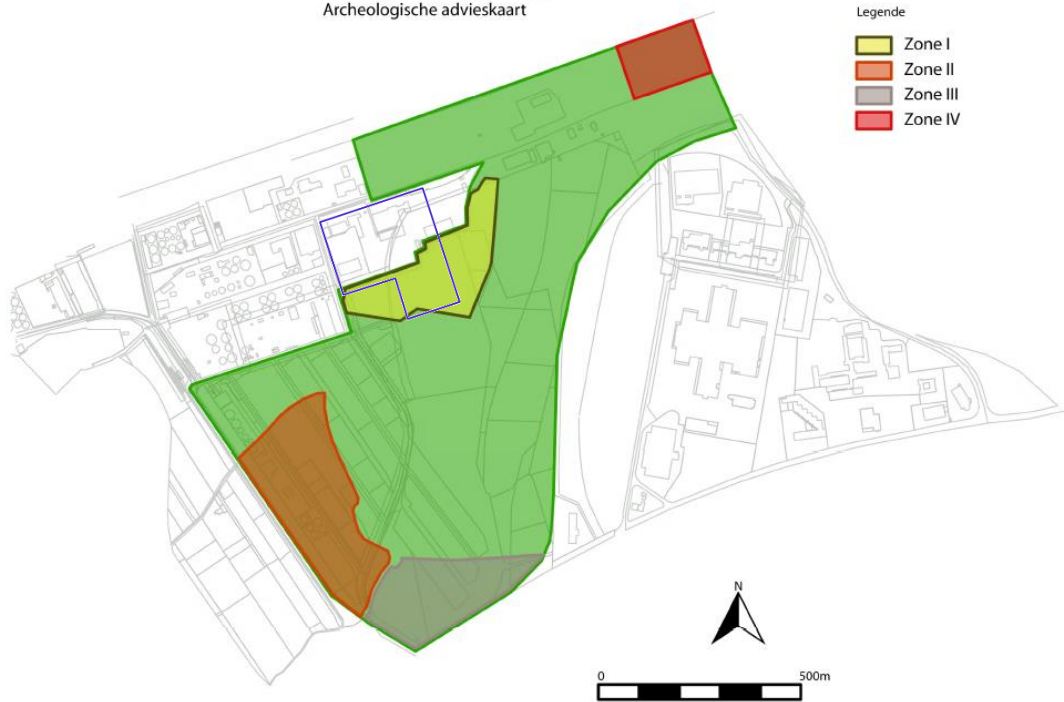 Archeologische advieskaart
Legende
Zone I
Zone II
Zone III
Zone IV
N
0 500m